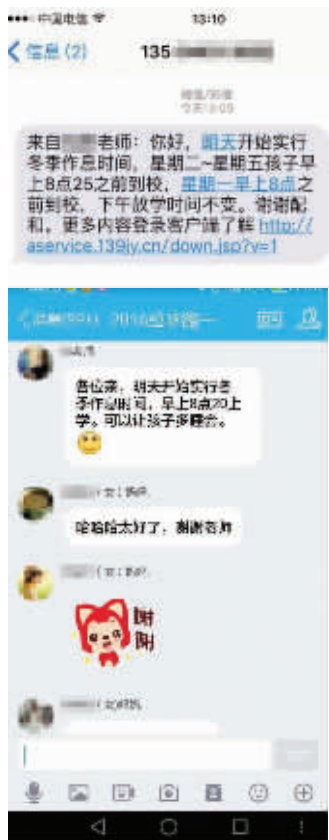 中国电信
13:10
信息 (2)
135
来自
老师：你好，明天开始实行
冬季作息时间，星期二~星期五孩子早
上8点25之前到校，星期一早上8点之
前到校，下午放学时间不变。谢谢配
和。更多内容登录客户端了解 http://
aservice.139jy.cn/down.jsp?v=1
各位亲，明天开始实行冬
季作息时间，早上8点20上
学。可以让孩子多睡会。
哈哈哈太好了，谢谢老师
谢
谢